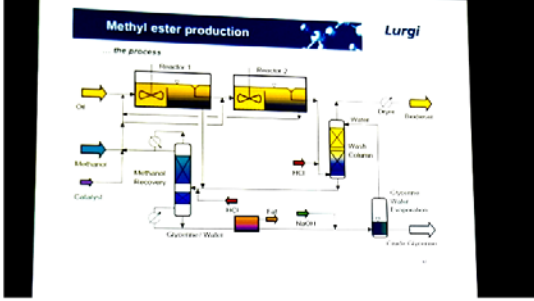 Methyl ester production
Lurgi
... the process
Reactor 1
Reactor 2
Oil
Dryer
Biodiesel
Water
Methanol
Methanol
Recovery
Wash
Column
HCl
Catalyst
HCl
Fat
NaOH
Glycerine
Water
Evaporation
Glycerine / Water
Crude Glycerine